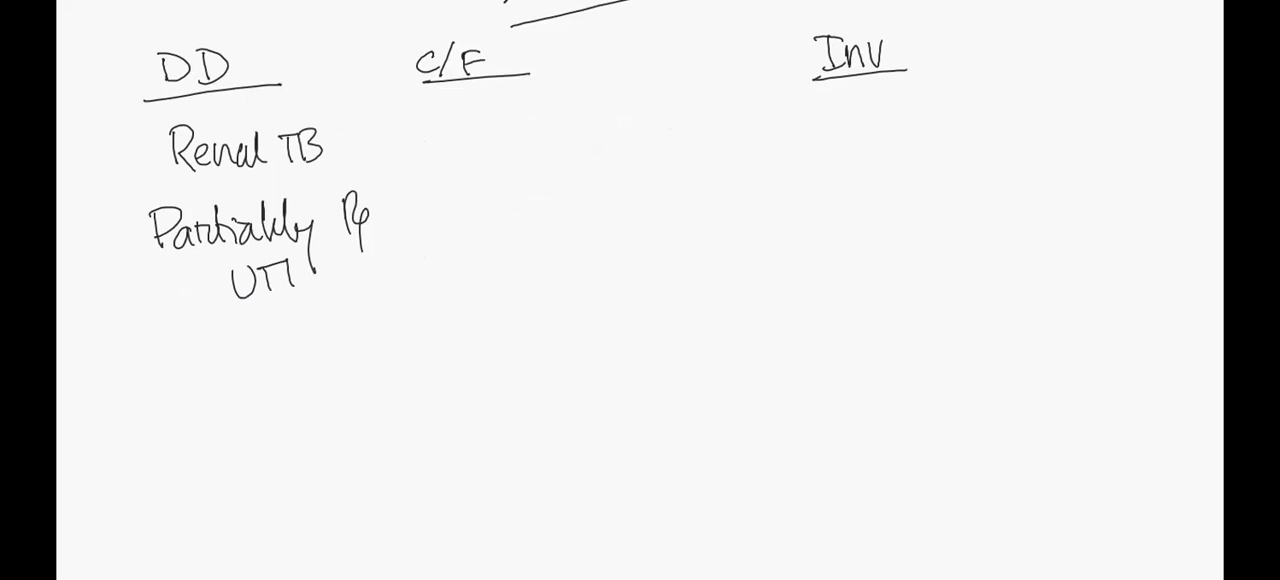 DD C/F Inv
Renal TB
Partially Rx
UTI